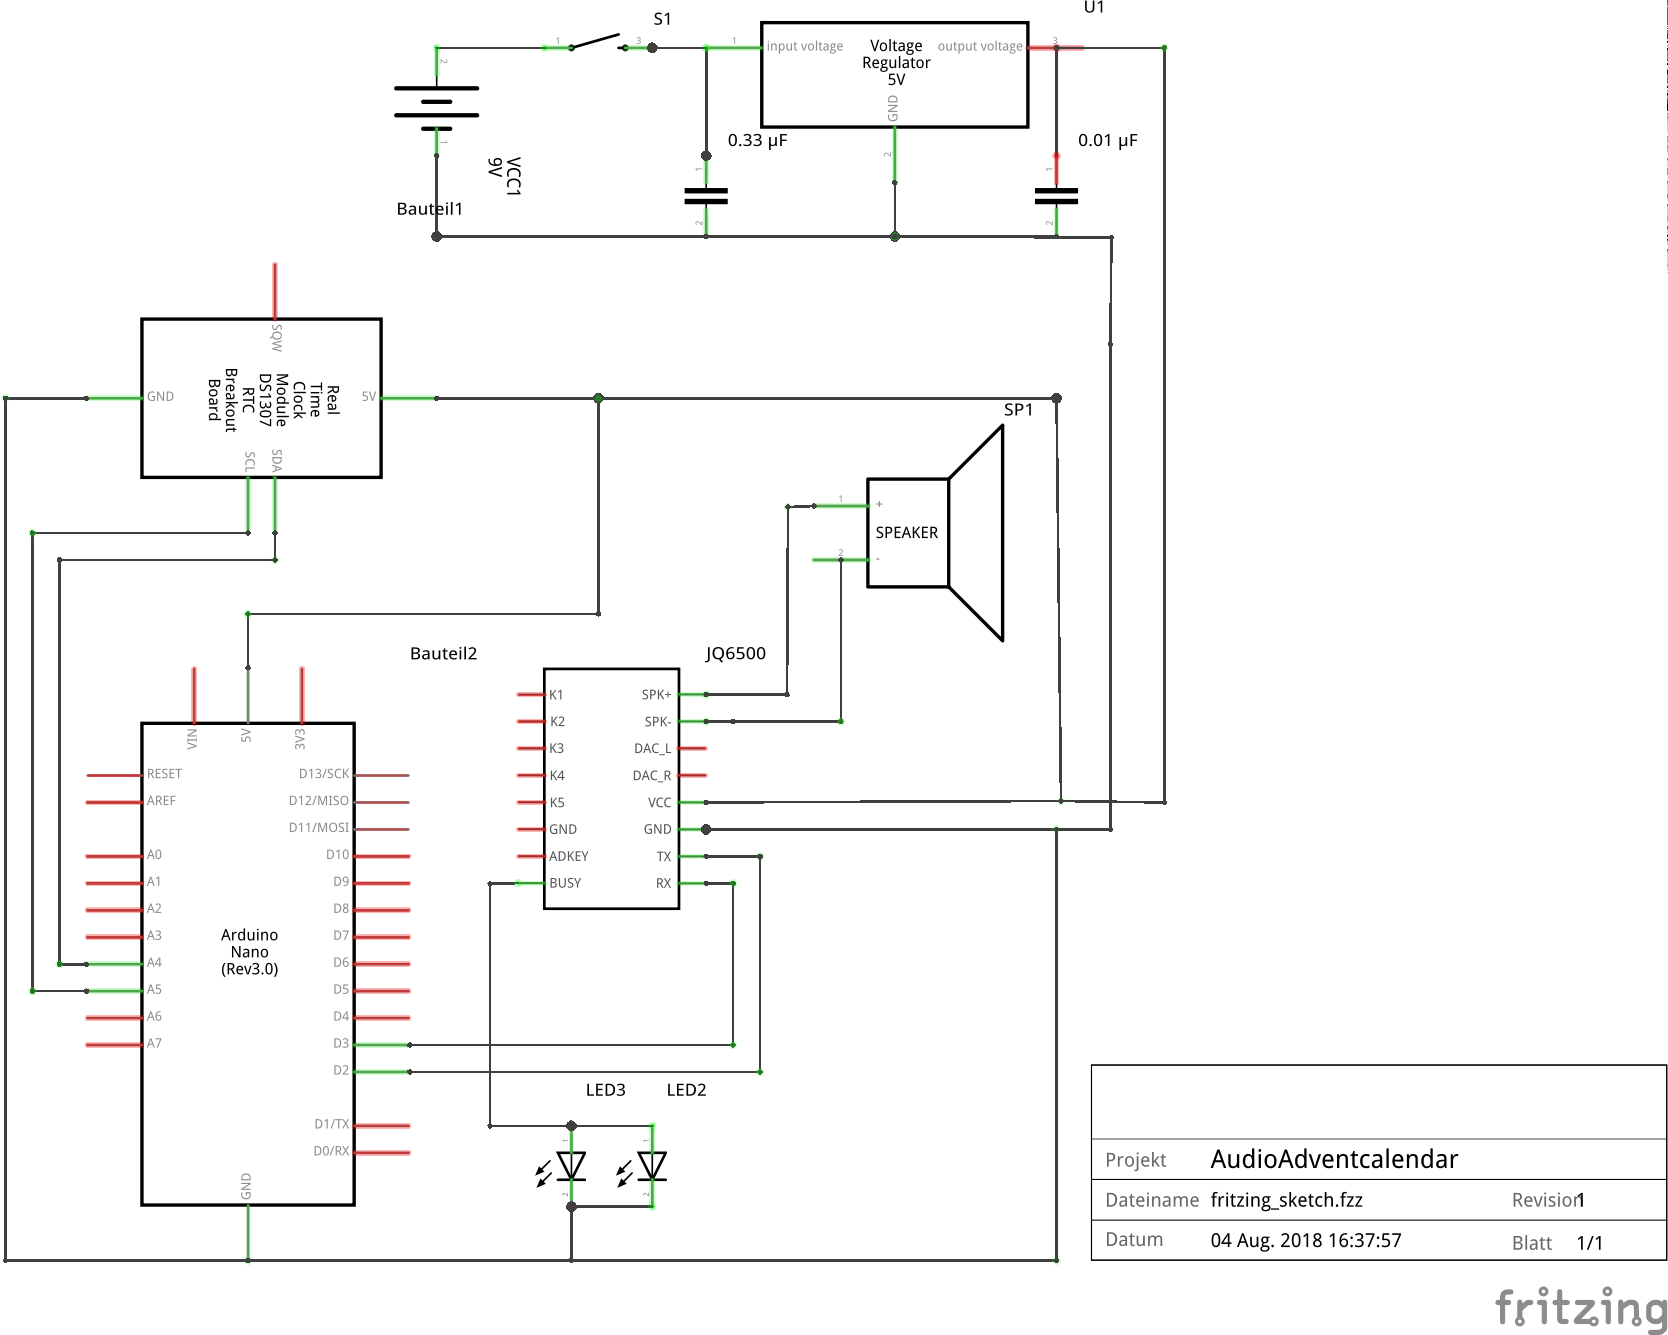 U1
S1
1
3
2
1
VCC1
9V
Bauteil1
1
input voltage
Voltage
Regulator
5V
output voltage
3
GND
2
0.33 µF
1
2
0.01 µF
1
2
SQW
GND
Real
Time
Clock
Module
DS1307
RTC
Breakout
Board
5V
SCL
SDA
SP1
1
+
SPEAKER
2
-
Bauteil2
VIN
5V
3V3
RESET
AREF
A0
A1
A2
A3
A4
A5
A6
A7
Arduino
Nano
(Rev3.0)
D13/SCK
D12/MISO
D11/MOSI
D10
D9
D8
D7
D6
D5
D4
D3
D2
D1/TX
D0/RX
GND
JQ6500
K1
K2
K3
K4
K5
GND
ADKEY
BUSY
SPK+
SPK-
DAC_L
DAC_R
VCC
GND
TX
RX
LED3
LED2
1
2
1
2
Projekt AudioAdventcalendar
Dateiname fritzing_sketch.fzz Revision 1
Datum 04 Aug. 2018 16:37:57 Blatt 1/1
fritzing